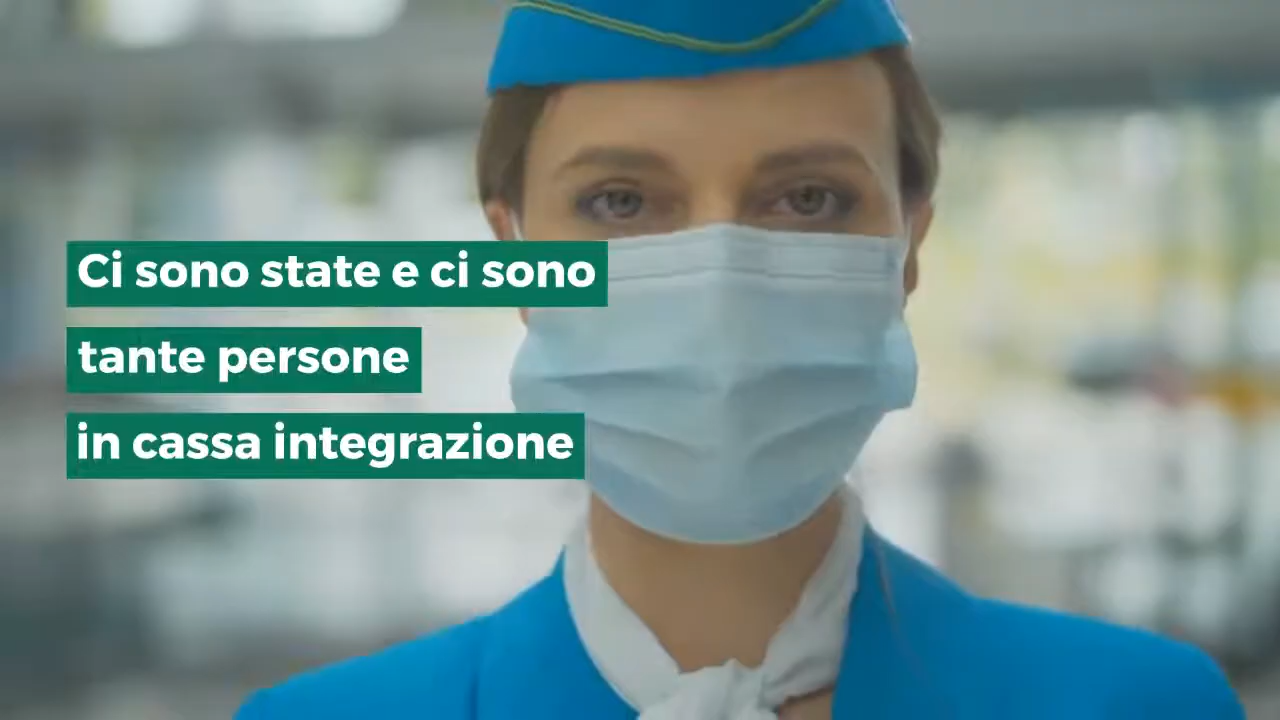 Ci sono state e ci sono
tante persone
in cassa integrazione